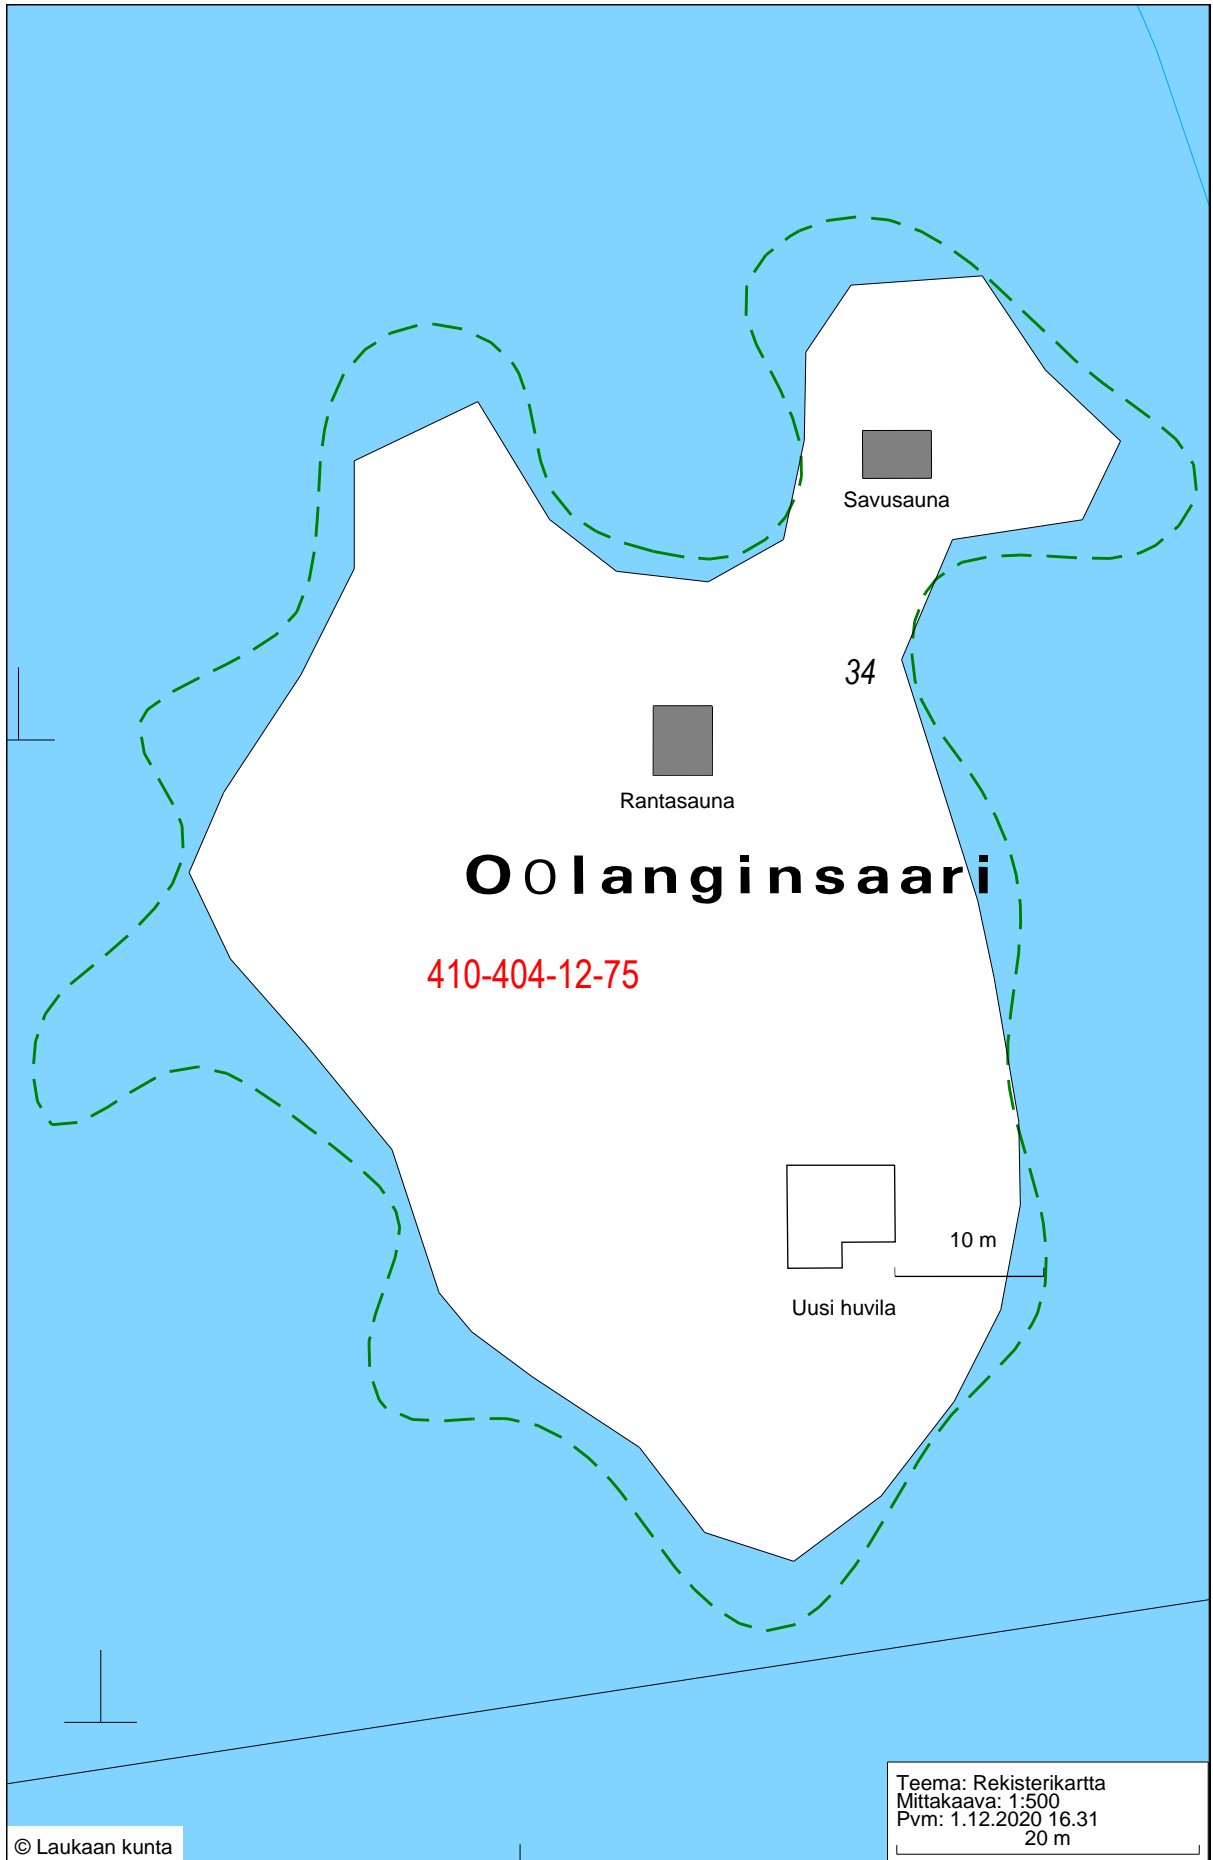 Savusauna
34
Rantasauna
O0langinsaari
410-404-12-75
10 m
Uusi huvila
Teema: Rekisterikartta
Mittakaava: 1:500
Pvm: 1.12.2020 16.31
20 m
© Laukaan kunta